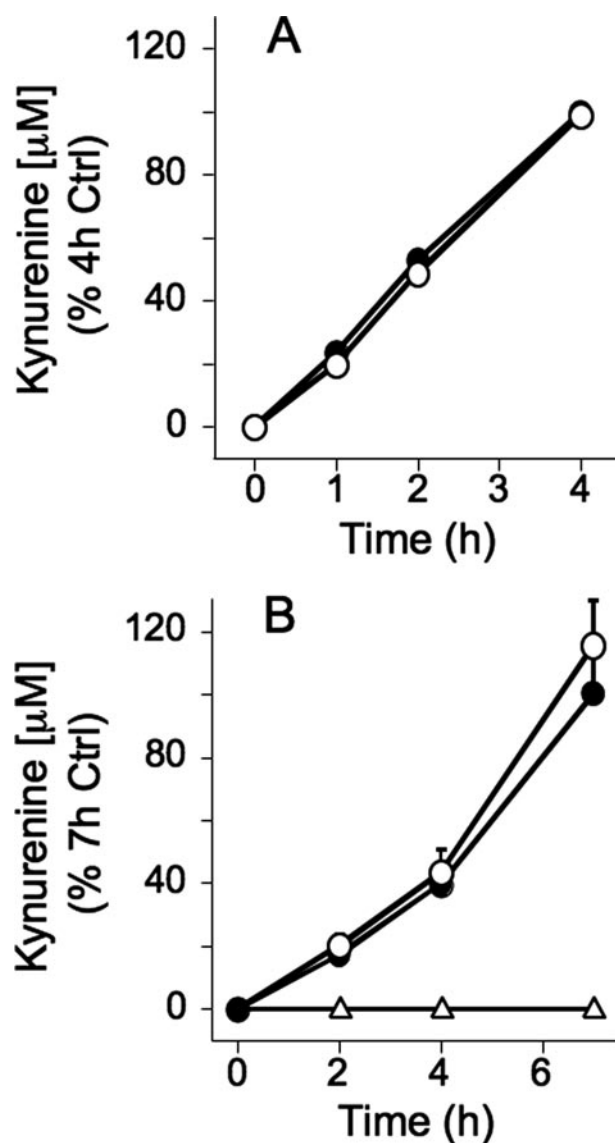 A
Kynurenine [µM]
(% 4h Ctrl)
120
80
40
0
0 1 2 3 4
Time (h)
B
Kynurenine [µM]
(% 7h Ctrl)
120
80
40
0
0 2 4 6
Time (h)